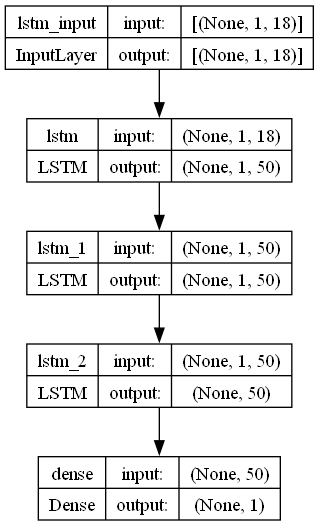 lstm_input input: [(None, 1, 18)]
InputLayer output: [(None, 1, 18)]
lstm input: (None, 1, 18)
LSTM output: (None, 1, 50)
lstm_1 input: (None, 1, 50)
LSTM output: (None, 1, 50)
lstm_2 input: (None, 1, 50)
LSTM output: (None, 50)
dense input: (None, 50)
Dense output: (None, 1)